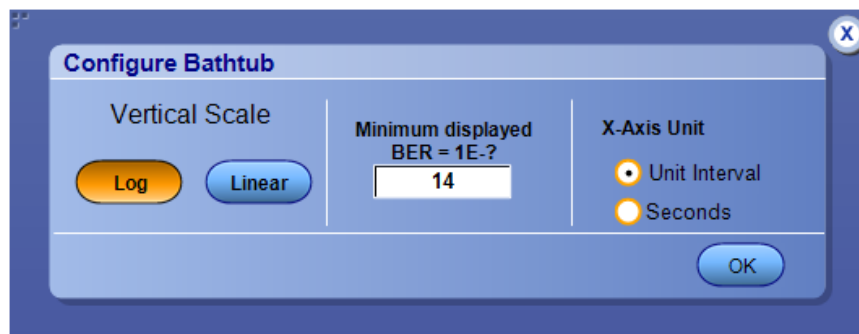 X
Configure Bathtub
Vertical Scale
Log
Linear
Minimum displayed
BER = 1E-?
14
X-Axis Unit
Unit Interval
Seconds
OK